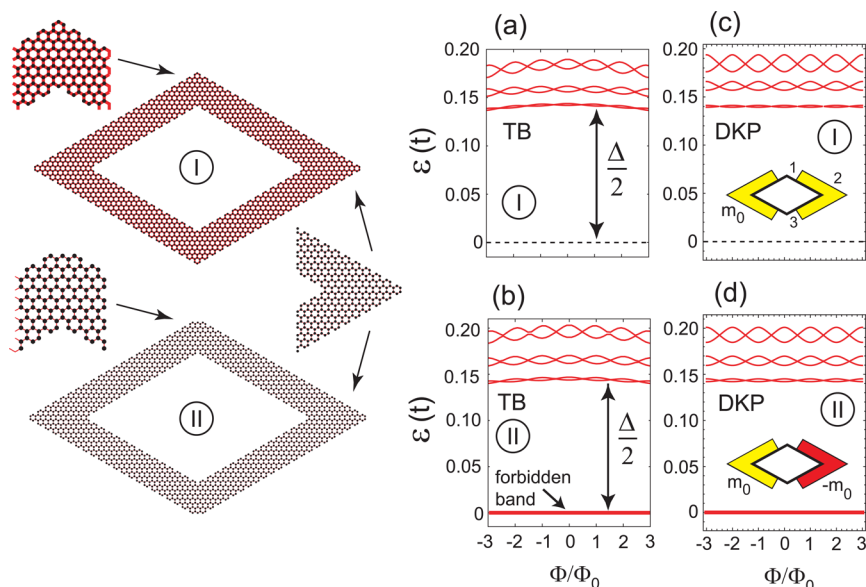 I
II
(a)
0.20
0.15
0.10
0.05
0
ε (t)
TB
I
Δ
2
(c)
0.20
0.15
0.10
0.05
0
DKP
I
1
2
3
m0
(b)
0.20
0.15
0.10
0.05
0
ε (t)
TB
II
Δ
2
forbidden
band
-3 -2 -1 0 1 2 3
Φ/Φ0
(d)
0.20
0.15
0.10
0.05
0
DKP
II
m0
-m0
-3 -2 -1 0 1 2 3
Φ/Φ0